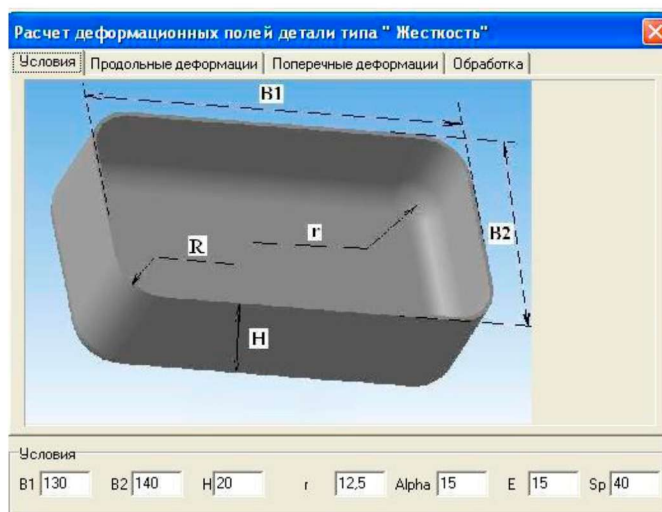 Расчет деформационных полей детали типа " Жесткость"
Условия Продольные деформации Поперечные деформации Обработка
B1
B2
r
R
H
Условия
B1 130 B2 140 H 20 r 12,5 Alpha 15 E 15 Sp 40